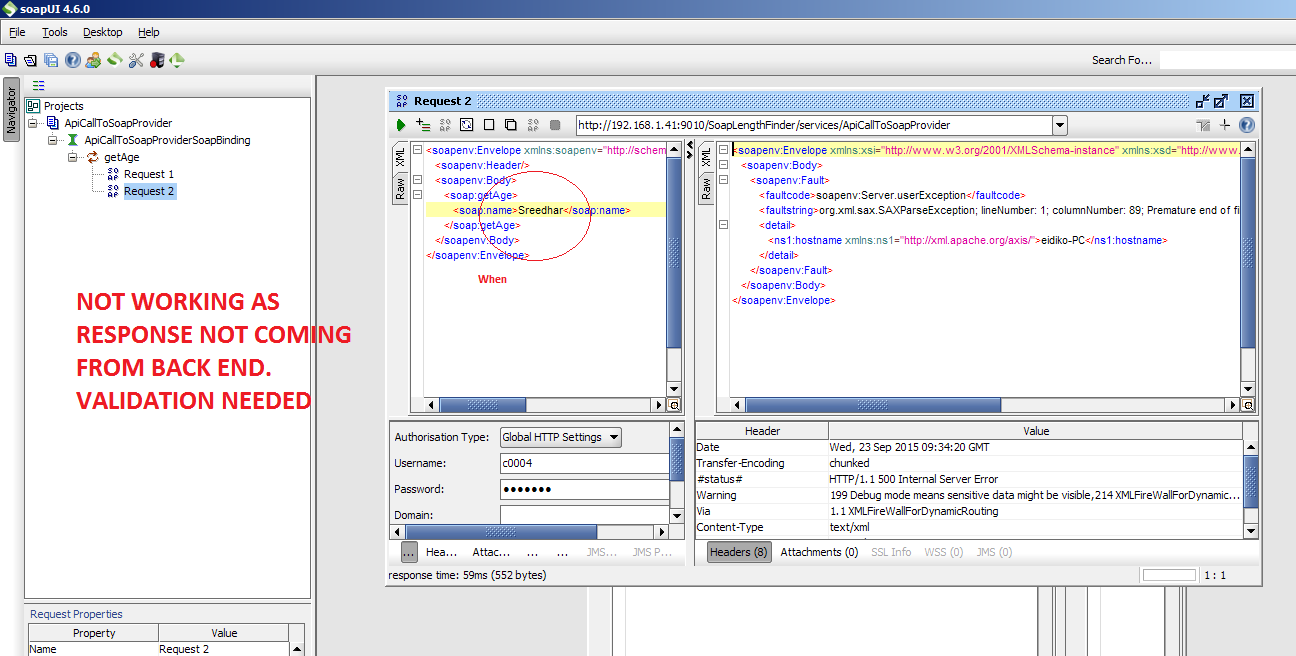 soapUI 4.6.0
File Tools Desktop Help
Search Fo...
Navigator
Projects
ApiCallToSoapProvider
ApiCallToSoapProviderSoapBinding
getAge
Request 1
Request 2
NOT WORKING AS
RESPONSE NOT COMING
FROM BACK END.
VALIDATION NEEDED
Request Properties
Property Value
Name Request 2
Request 2
http://192.168.1.41:9010/SoapLengthFinder/services/ApiCallToSoapProvider
XML
Raw
<soapenv:Envelope xmlns:soapenv="http://schem
<soapenv:Header/>
<soapenv:Body>
<soap:getAge>
<soap:name>Sreedhar</soap:name>
</soap:getAge>
</soapenv:Body>
</soapenv:Envelope>
When
XML
Raw
<soapenv:Envelope xmlns:xsi="http://www.w3.org/2001/XMLSchema-instance" xmlns:xsd="http://www.
<soapenv:Body>
<soapenv:Fault>
<faultcode>soapenv:Server.userException</faultcode>
<faultstring>org.xml.sax.SAXParseException; lineNumber: 1; columnNumber: 89; Premature end of fi
<detail>
<ns1:hostname xmlns:ns1="http://xml.apache.org/axis/">eidiko-PC</ns1:hostname>
</detail>
</soapenv:Fault>
</soapenv:Body>
</soapenv:Envelope>
Authorisation Type: Global HTTP Settings
Username: c0004
Password: •••••••
Domain:
... Hea... Attac... ... ... JMS... JMS P...
Header Value
Date Wed, 23 Sep 2015 09:34:20 GMT
Transfer-Encoding chunked
#status# HTTP/1.1 500 Internal Server Error
Warning 199 Debug mode means sensitive data might be visible,214 XMLFireWallForDynamic...
Via 1.1 XMLFireWallForDynamicRouting
Content-Type text/xml
Headers (8) Attachments (0) SSL Info WSS (0) JMS (0)
response time: 59ms (552 bytes)
1 : 1